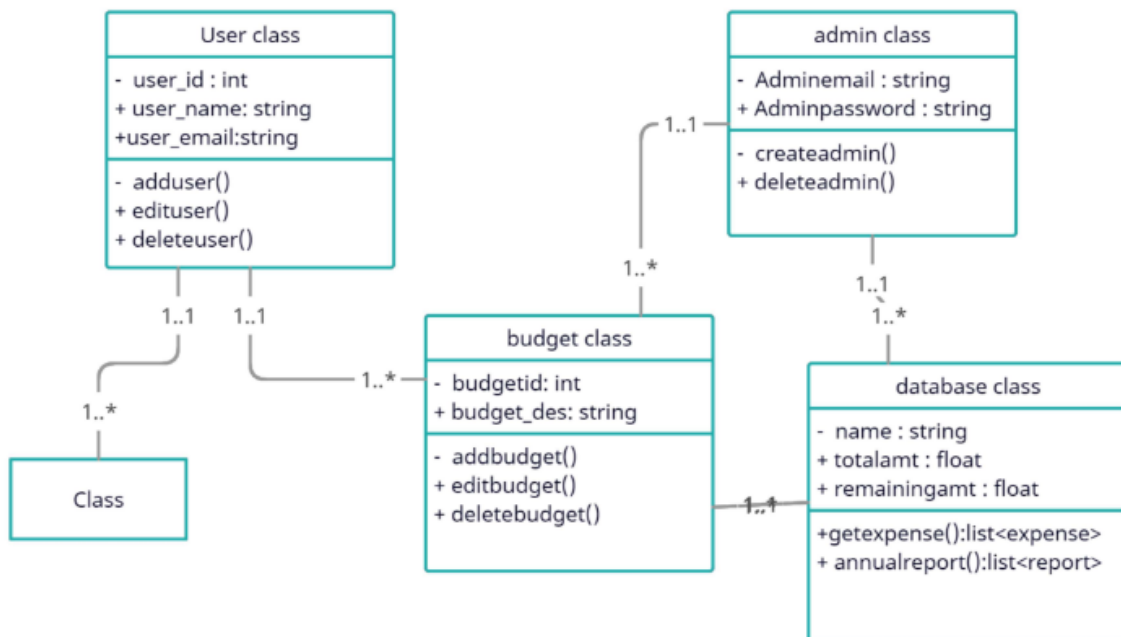 User class
- user_id : int
+ user_name: string
+user_email:string
- adduser()
+ edituser()
+ deleteuser()
admin class
- Adminemail : string
+ Adminpassword : string
- createadmin()
+ deleteadmin()
1..1
1..*
1..1
1..*
1..1
1..1
1..*
1..*
Class
budget class
- budgetid: int
+ budget_des: string
- addbudget()
+ editbudget()
+ deletebudget()
database class
- name : string
+ totalamt : float
+ remainingamt : float
+getexpense():list<expense>
+ annualreport():list<report>